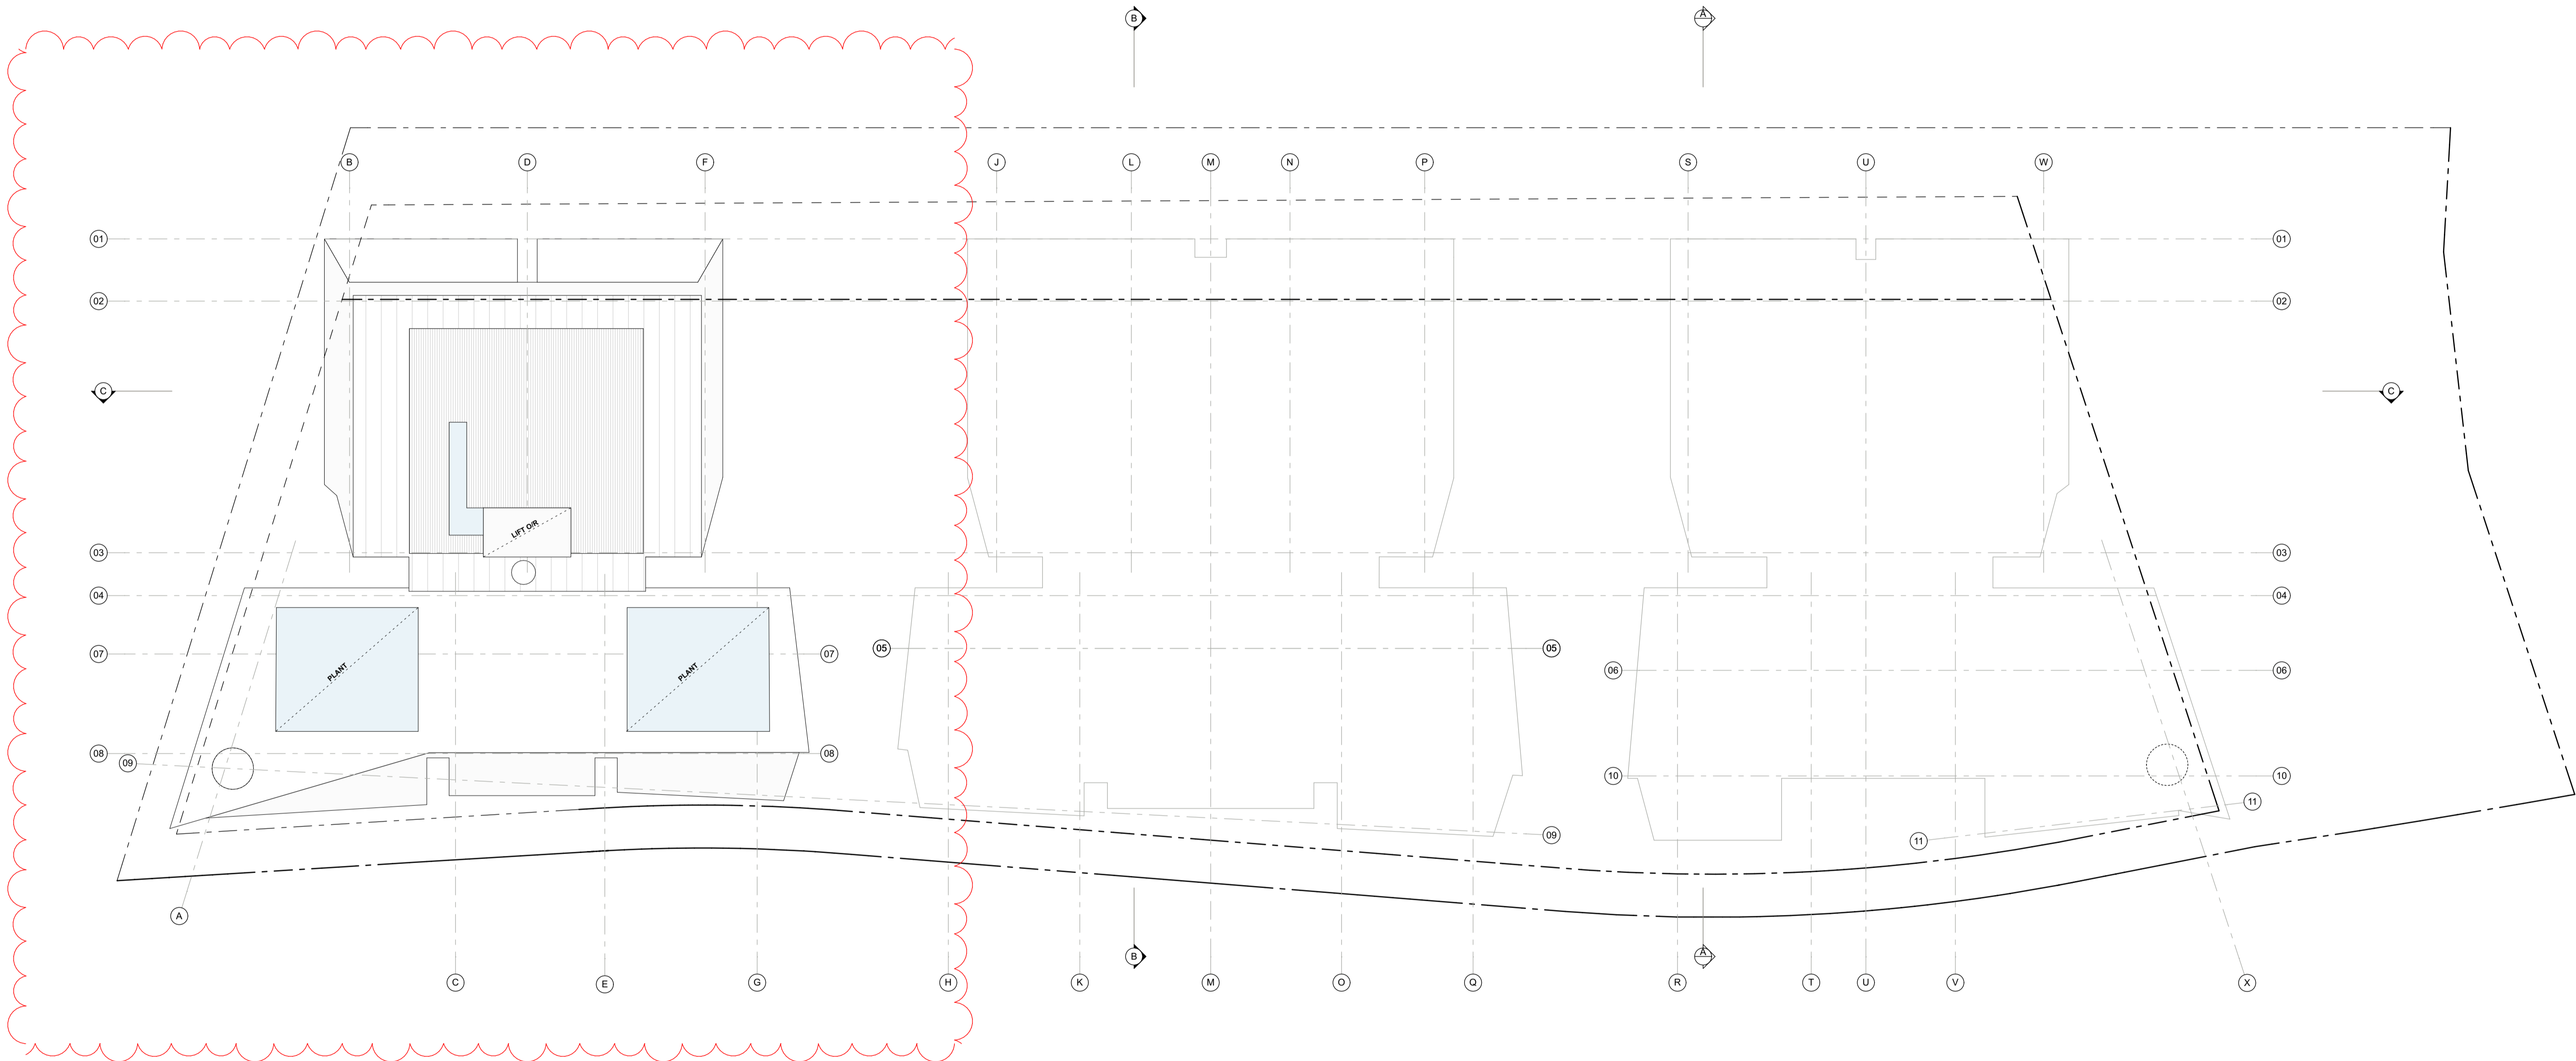 B A
B D F J L M N P S U W
01 01
02 02
C C
LIFT O/R
03 03
04 04
05 05
07 PLANT PLANT 07
06 06
08 08
09
10 10
11
09
11
A
B A
C E G H K M O Q R T U V X